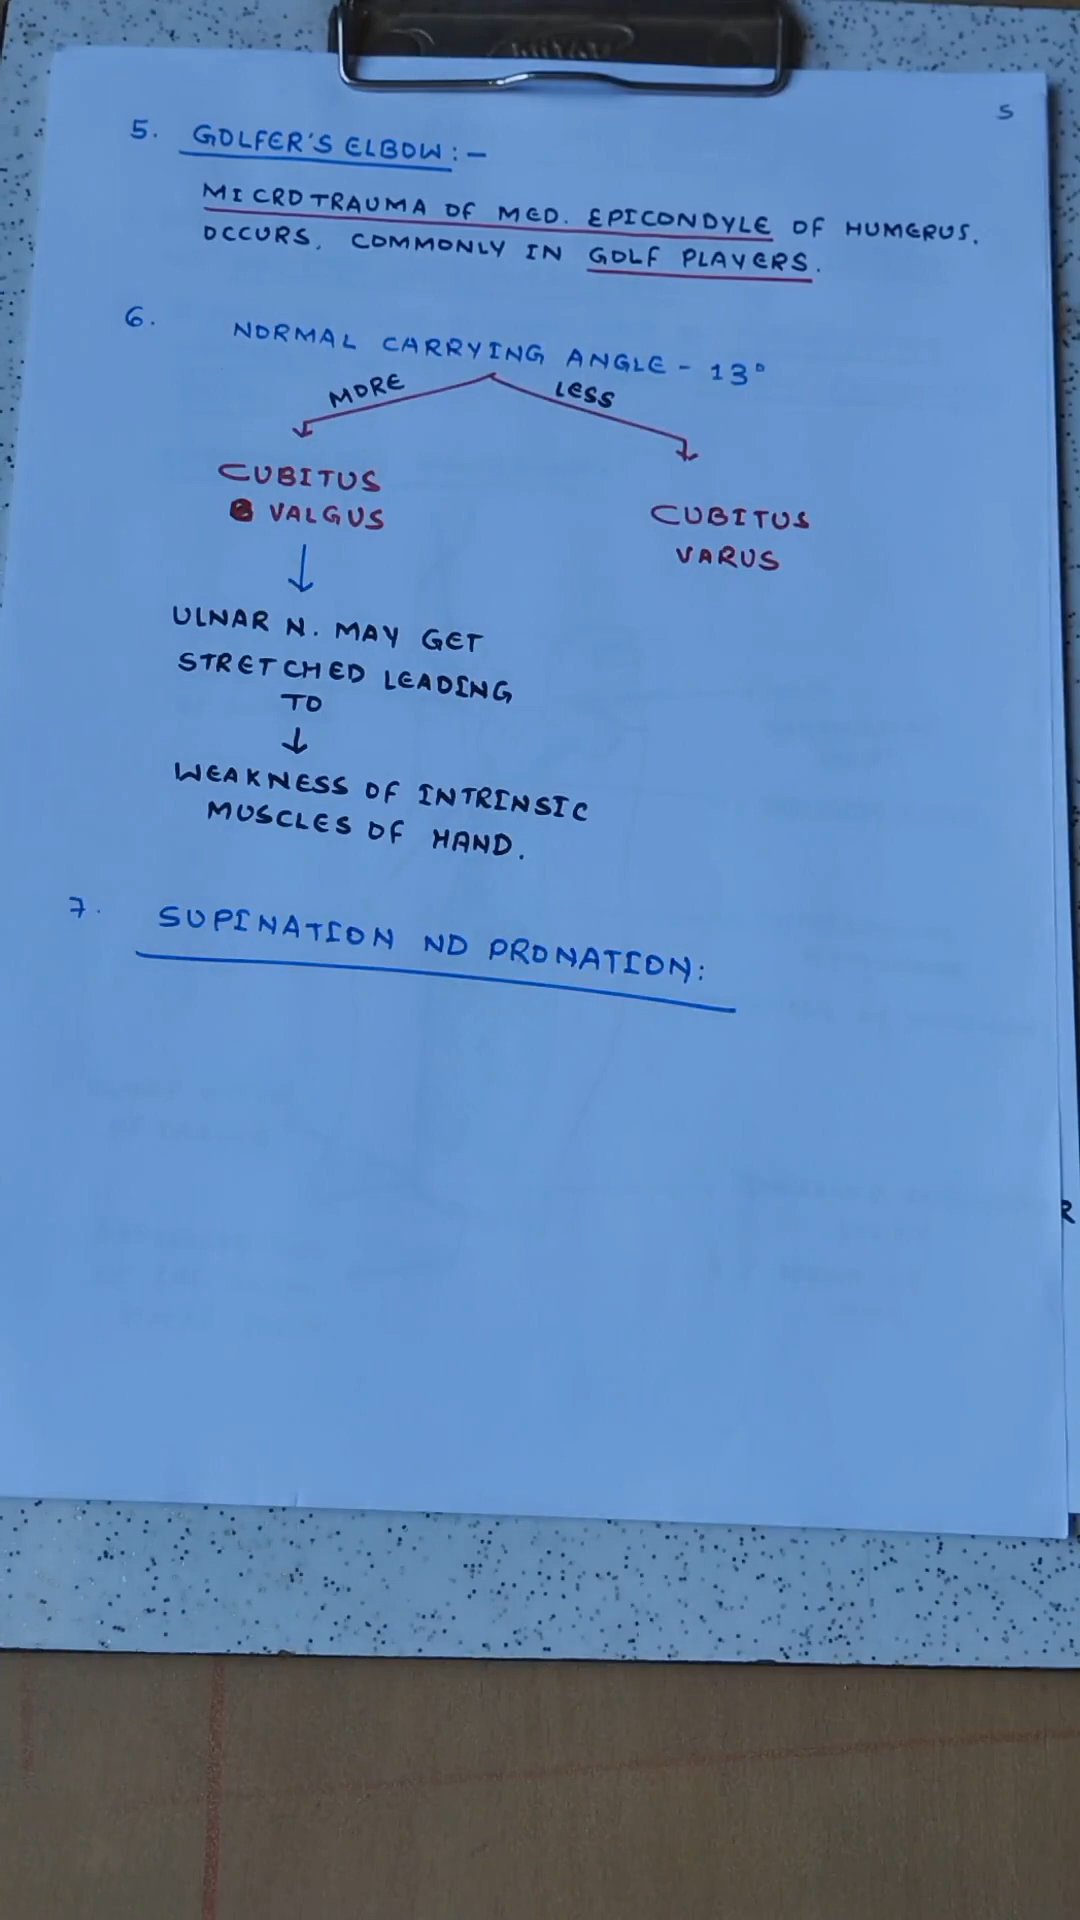 5
5. GOLFER'S ELBOW:-
MICROTRAUMA OF MED. EPICONDYLE OF HUMERUS.
OCCURS. COMMONLY IN GOLF PLAYERS.
6. NORMAL CARRYING ANGLE - 13°
MORE
LESS
CUBITUS
VALGUS
CUBITUS
VARUS
ULNAR N. MAY GET
STRETCHED LEADING
TO
WEAKNESS OF INTRINSIC
MUSCLES OF HAND.
7. SUPINATION ND PRONATION:
R